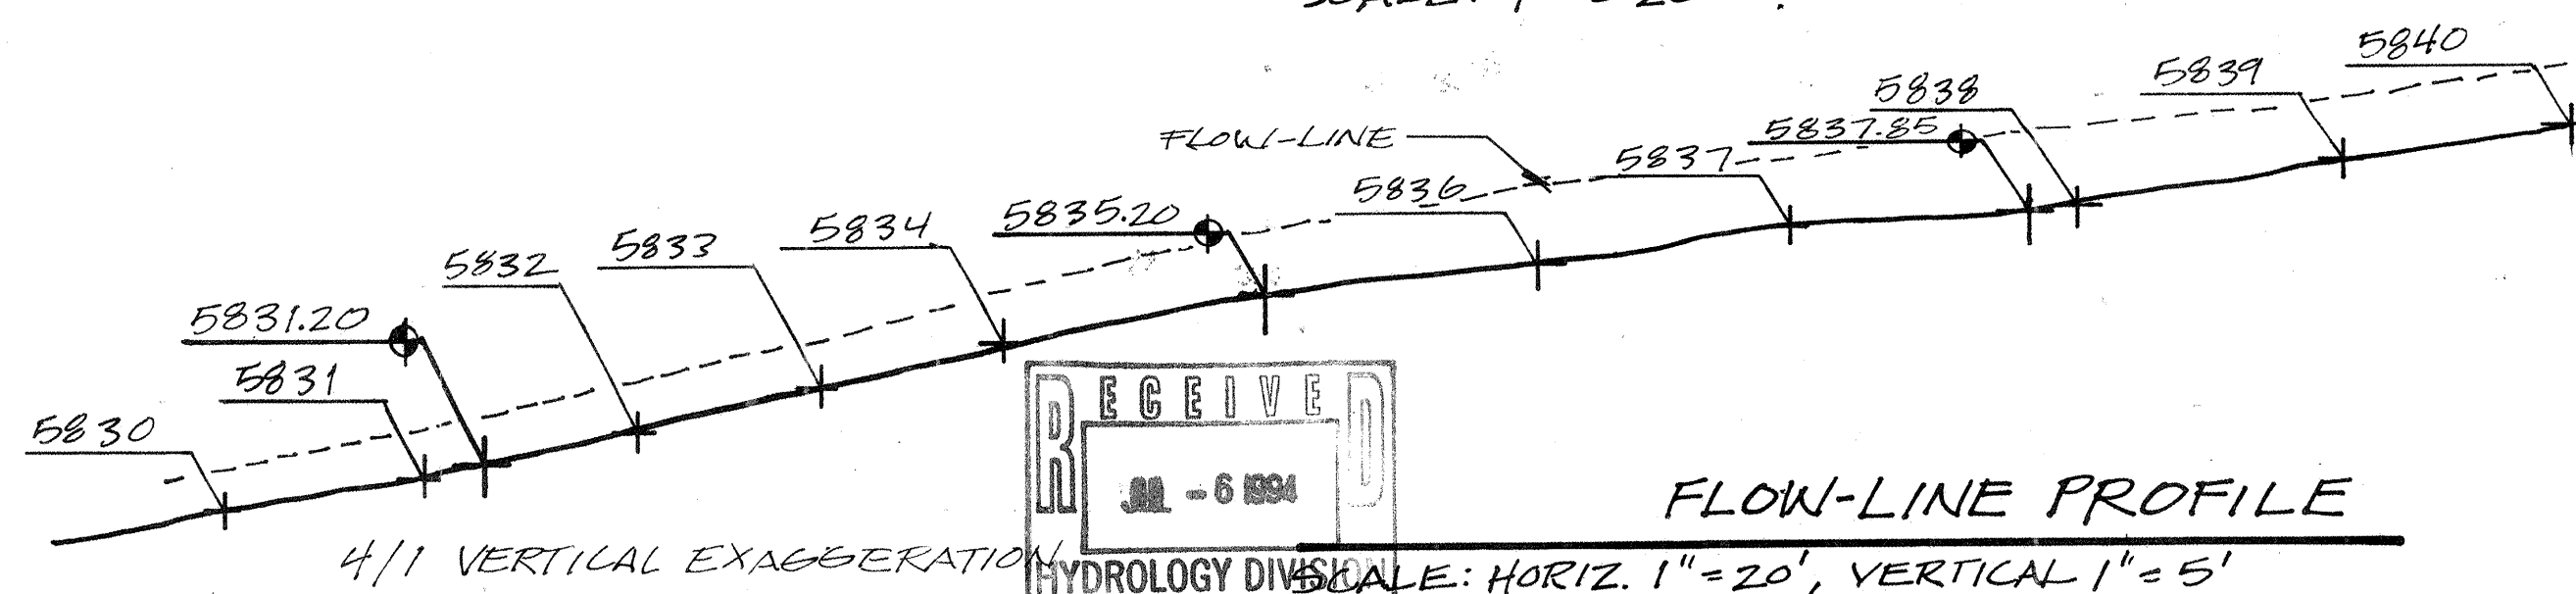 5840
5839
5838
5837.85
FLOW-LINE
5837
5836
5835.20
5834
5833
5832
5831.20
5831
5830
RECEIVED
- 6 1994
HYDROLOGY DIVISION
FLOW-LINE PROFILE
4/1 VERTICAL EXAGGERATION
SCALE: HORIZ. 1" = 20', VERTICAL 1" = 5'